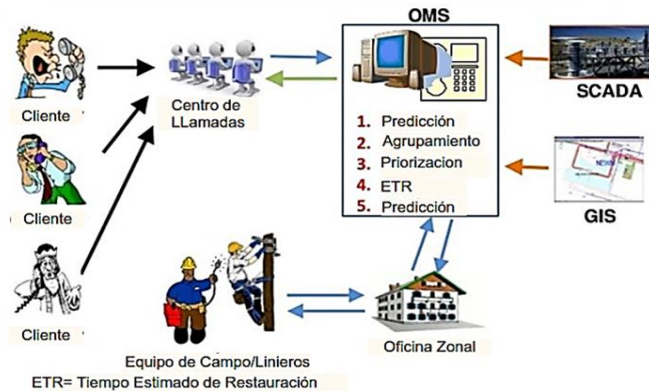 OMS
SCADA
Cliente
Centro de
LLamadas
1. Predicción
2. Agrupamiento
3. Priorizacion
4. ETR
5. Predicción
GIS
Cliente
Cliente
Equipo de Campo/Linieros
Oficina Zonal
ETR= Tiempo Estimado de Restauración